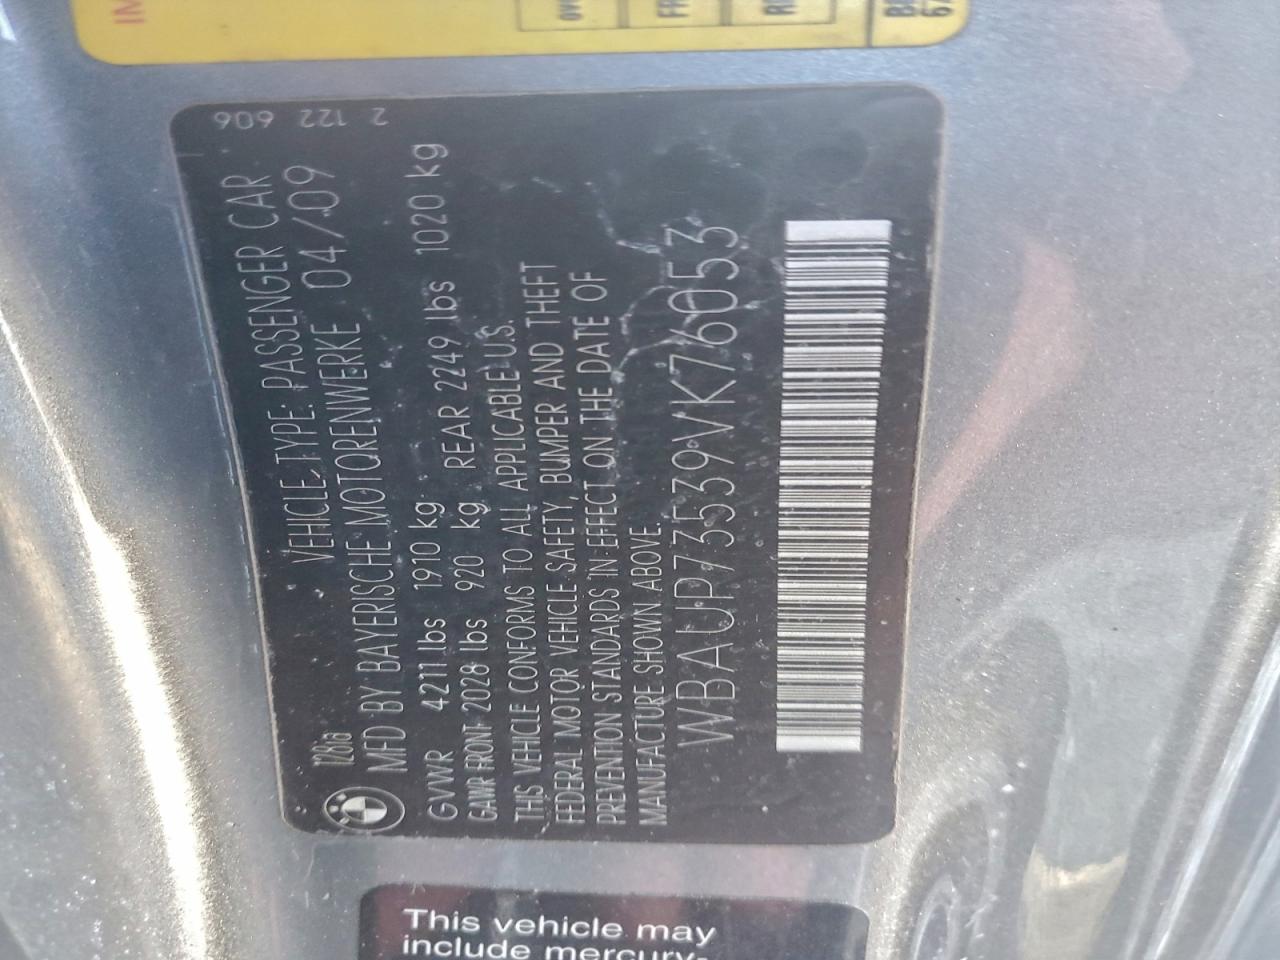 2 122 606
128ia VEHICLE TYPE: PASSENGER CAR
MFD BY BAYERISCHE MOTORENWERKE 04/09
GVWR 4211 lbs 1910 kg
GAWR FRONT 2028 lbs 920 kg REAR 2249 lbs 1020 kg
THIS VEHICLE CONFORMS TO ALL APPLICABLE U.S.
FEDERAL MOTOR VEHICLE SAFETY, BUMPER AND THEFT
PREVENTION STANDARDS IN EFFECT ON THE DATE OF
MANUFACTURE SHOWN ABOVE.
WBAUP73539VK76053
This vehicle may
include mercury-